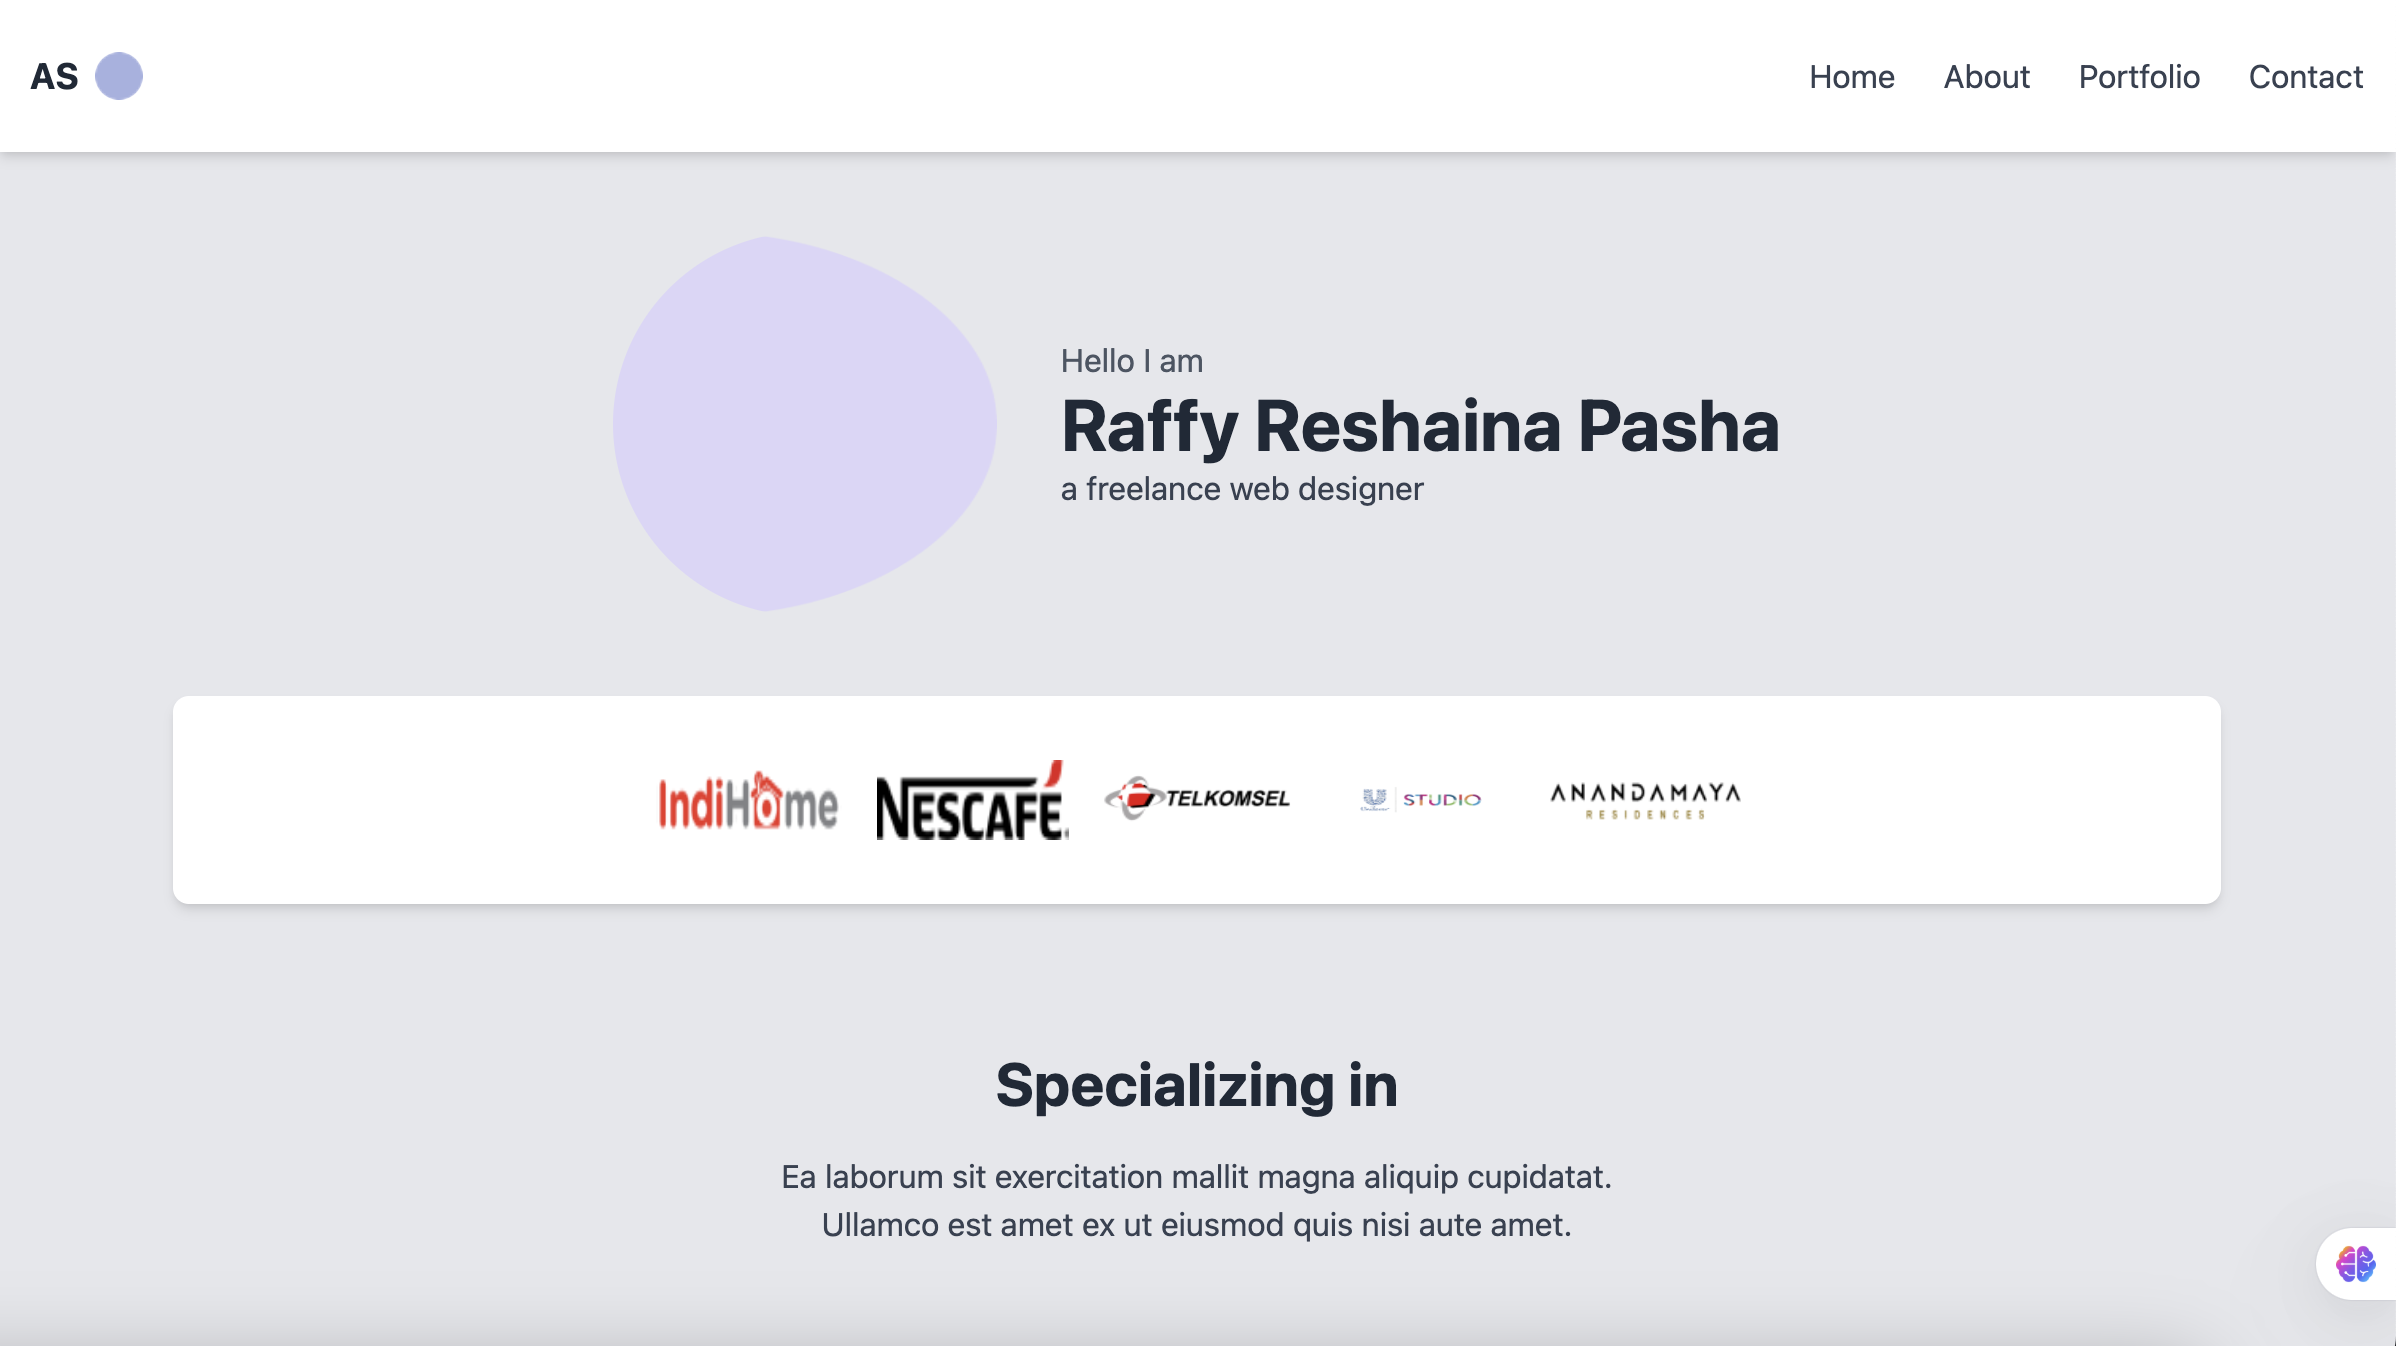 AS
Home About Portfolio Contact
Hello I am
Raffy Reshaina Pasha
a freelance web designer
IndiHome NESCAFÉ. TELKOMSEL STUDIO ANANDAMAYA
RESIDENCES
Specializing in
Ea laborum sit exercitation mallit magna aliquip cupidatat.
Ullamco est amet ex ut eiusmod quis nisi aute amet.